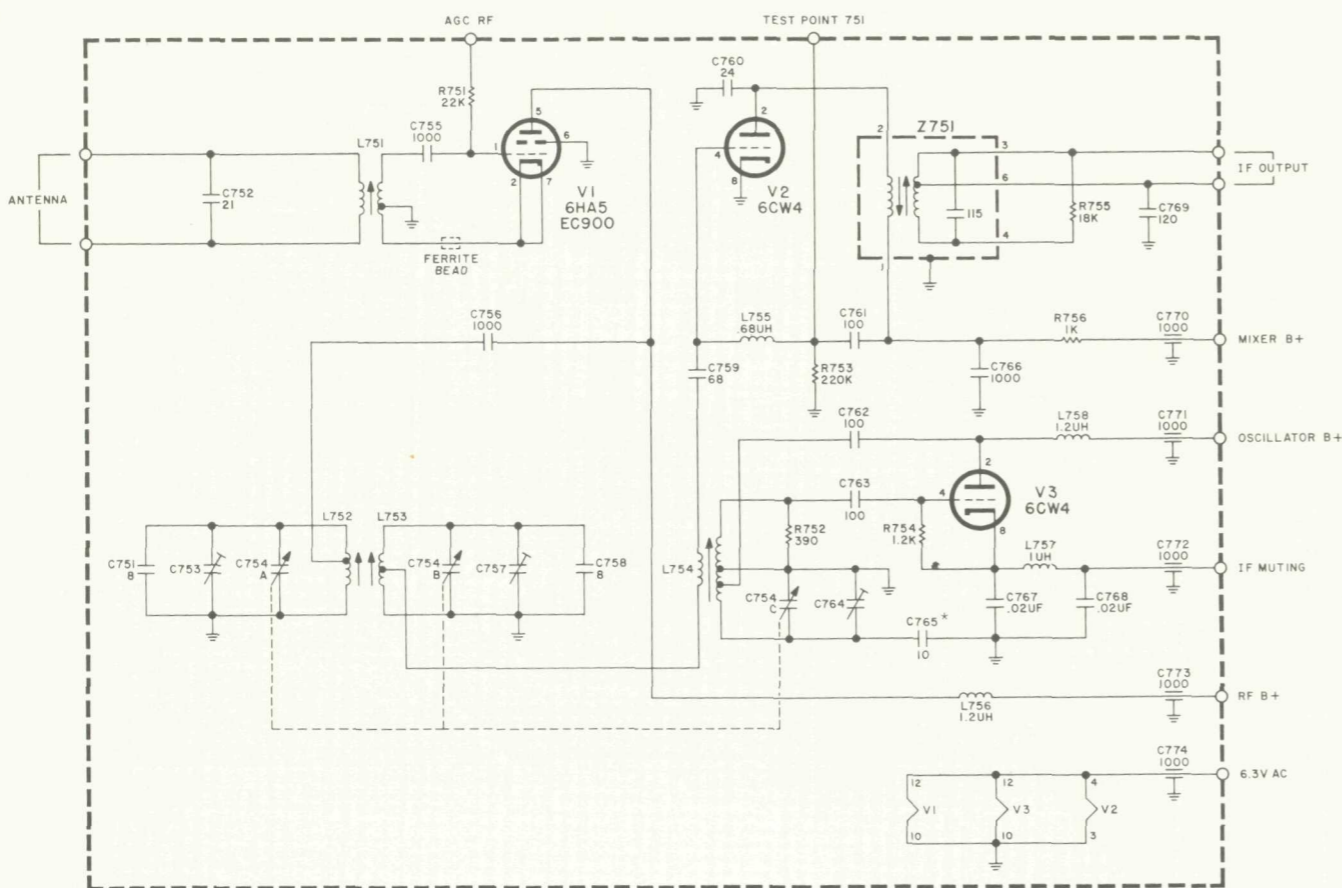 AGC RF
TEST POINT 751
C760
24
R751
22K
C755
1000
L751
5
6
1
2
7
V1
6HA5
EC900
2
4
8
V2
6CW4
Z751
2
3
6
115
4
1
IF OUTPUT
R755
18K
C769
120
ANTENNA
C752
21
FERRITE
BEAD
C756
1000
L755
.68UH
C761
100
R756
1K
C770
1000
MIXER B+
C759
68
R753
220K
C766
1000
C762
100
L758
1.2UH
C771
1000
OSCILLATOR B+
2
4
8
V3
6CW4
C763
100
R752
390
R754
1.2K
L757
1UH
C772
1000
IF MUTING
L752
L753
C751
8
C753
C754
A
C754
B
C757
C758
8
L754
C754
C
C764
C765*
10
C767
.02UF
C768
.02UF
C773
1000
RF B+
L756
1.2UH
C774
1000
6.3V AC
12
12
4
V1
V3
V2
10
10
3